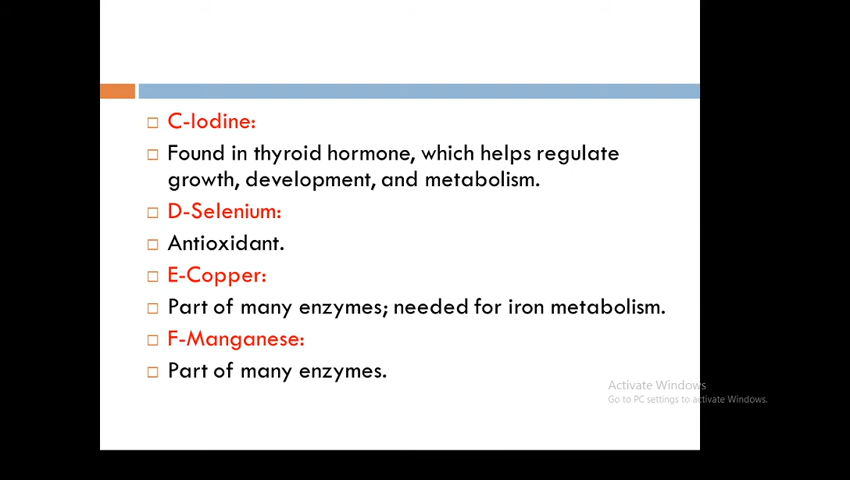 C-Iodine:
Found in thyroid hormone, which helps regulate
growth, development, and metabolism.
D-Selenium:
Antioxidant.
E-Copper:
Part of many enzymes; needed for iron metabolism.
F-Manganese:
Part of many enzymes.
Activate Windows
Go to PC settings to activate Windows.